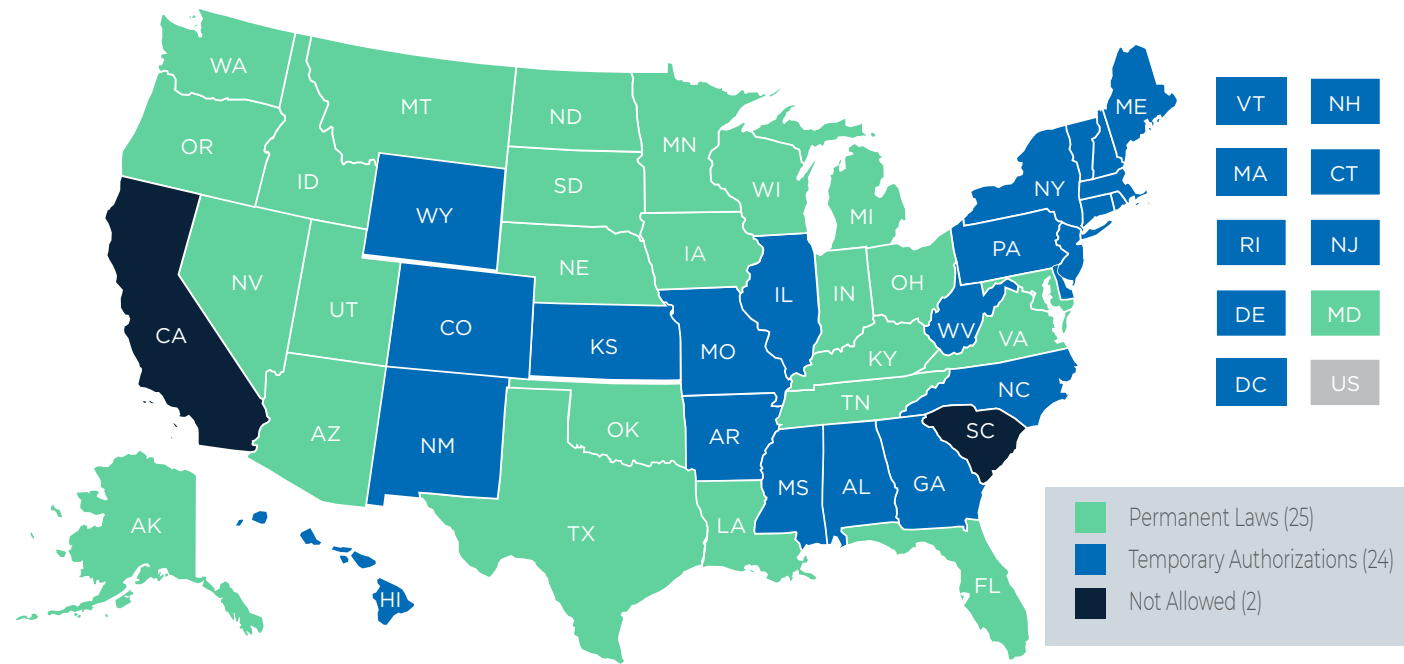 WA
MT
ND
MN
ME
VT
NH
OR
ID
SD
WI
MI
NY
MA
CT
WY
NV
UT
NE
IA
IL
IN
OH
PA
RI
NJ
CA
CO
KS
MO
KY
WV
VA
DE
MD
AZ
NM
OK
AR
TN
NC
SC
DC
US
AK
TX
LA
MS
AL
GA
FL
HI
Permanent Laws (25)
Temporary Authorizations (24)
Not Allowed (2)